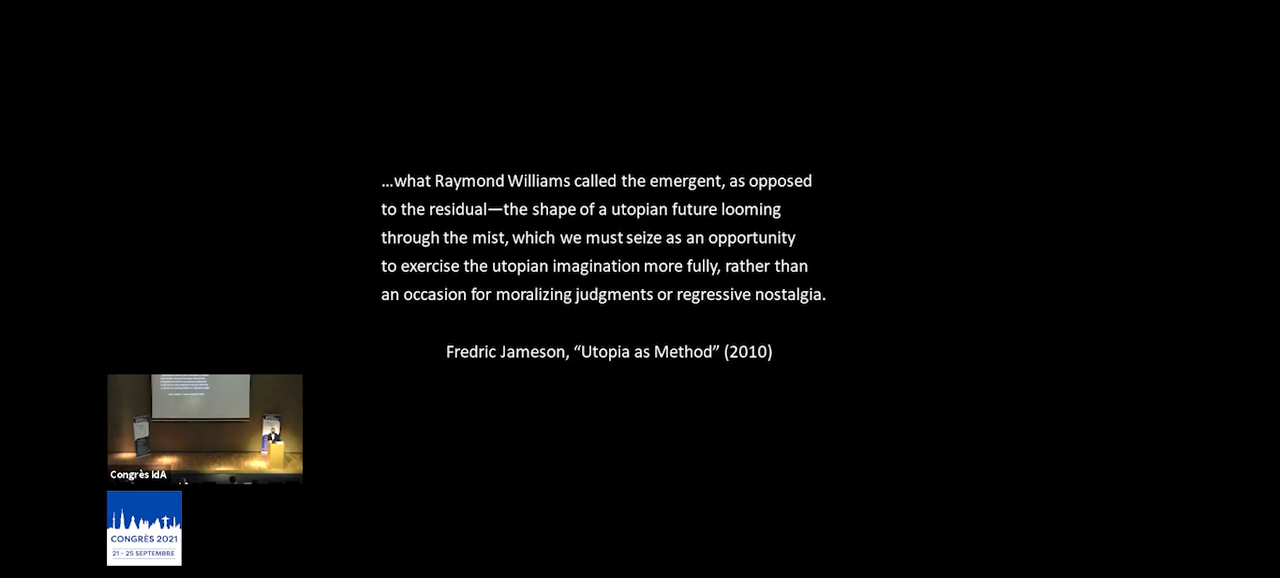 …what Raymond Williams called the emergent, as opposed
to the residual—the shape of a utopian future looming
through the mist, which we must seize as an opportunity
to exercise the utopian imagination more fully, rather than
an occasion for moralizing judgments or regressive nostalgia.
Fredric Jameson, “Utopia as Method” (2010)
Congrès IdA
CONGRÈS 2021
21 - 25 SEPTEMBRE